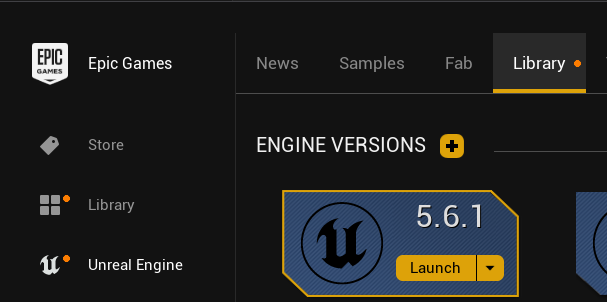 EPIC
GAMES
Epic Games
News
Samples
Fab
Library
Store
Library
Unreal Engine
ENGINE VERSIONS
5.6.1
Launch